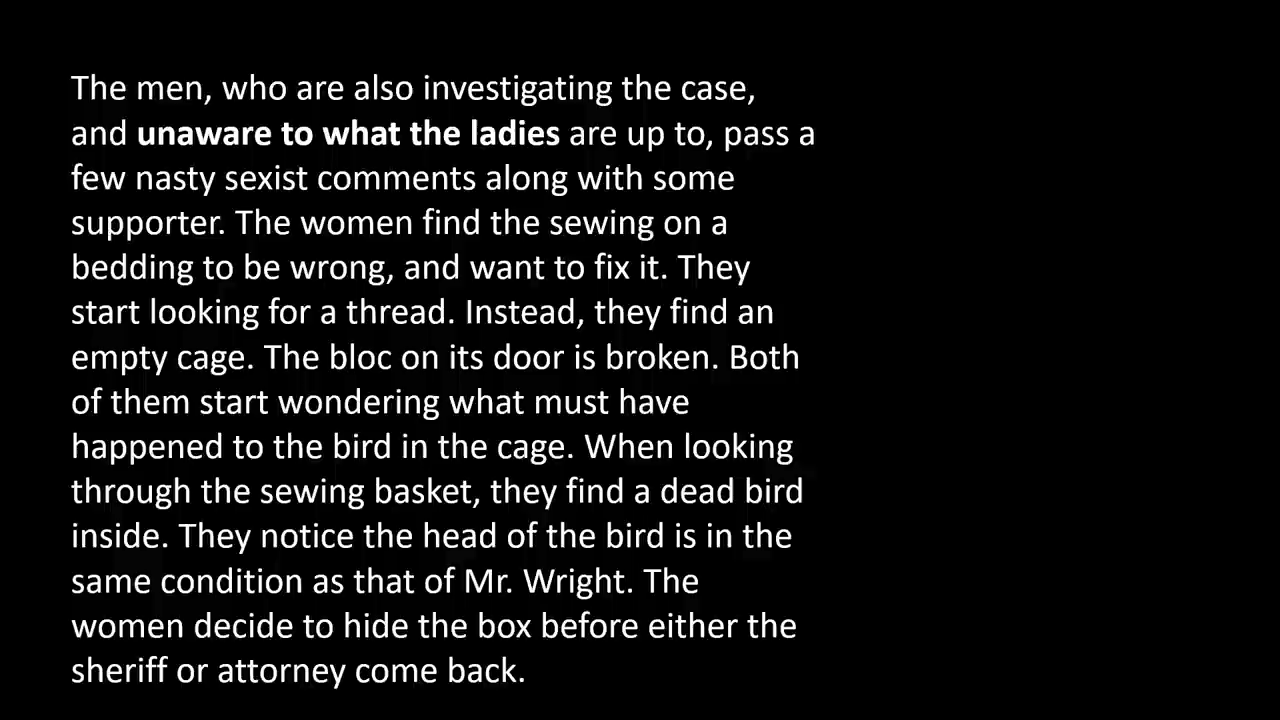 The men, who are also investigating the case,
and unaware to what the ladies are up to, pass a
few nasty sexist comments along with some
supporter. The women find the sewing on a
bedding to be wrong, and want to fix it. They
start looking for a thread. Instead, they find an
empty cage. The bloc on its door is broken. Both
of them start wondering what must have
happened to the bird in the cage. When looking
through the sewing basket, they find a dead bird
inside. They notice the head of the bird is in the
same condition as that of Mr. Wright. The
women decide to hide the box before either the
sheriff or attorney come back.